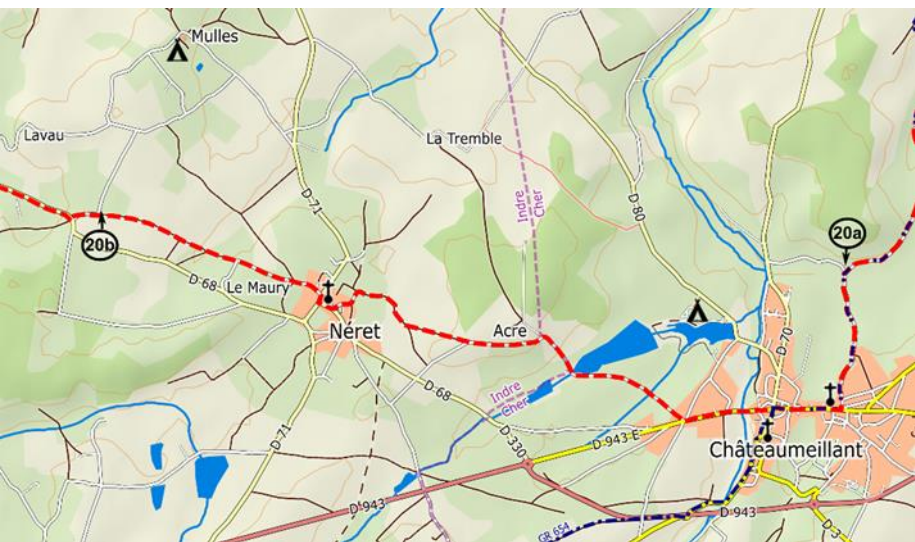 Mulles
Lavau
La Tremble
D 71
Indre
Cher
D 80
20a
20b
D 68
Le Maury
Néret
Acre
D 70
D 68
Indre
Cher
D 71
D 330
D 943 E
Châteaumeillant
D 943
D 943
GR 654
D 3